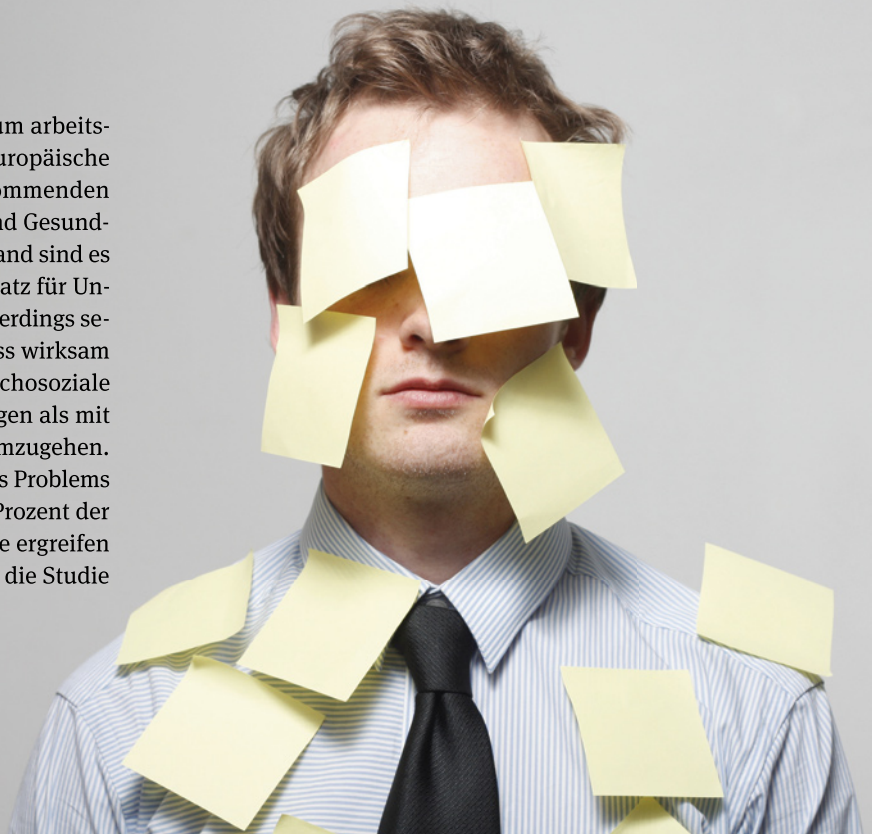 um arbeits-
uropäische
ommenden
nd Gesund-
and sind es
atz für Un-
erdings se-
ss wirksam
chosoziale
gen als mit
mzugehen.
s Problems
Prozent der
e ergreifen
die Studie